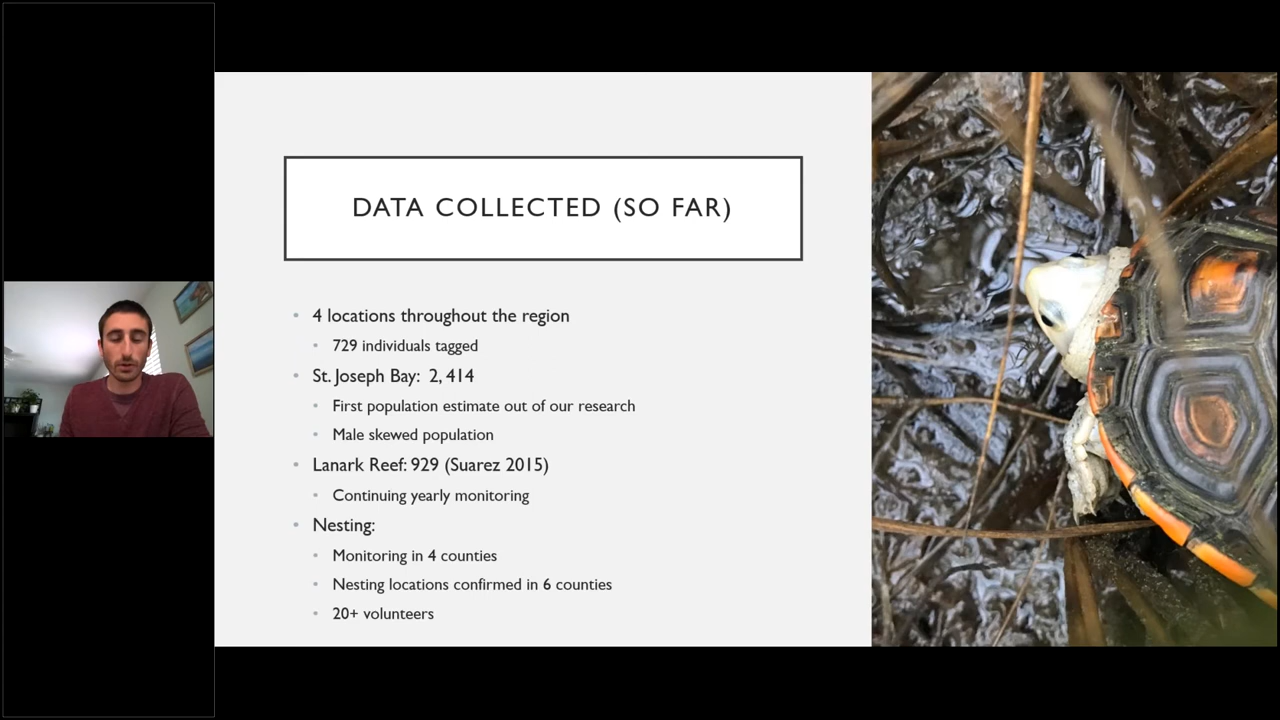 DATA COLLECTED (SO FAR)
4 locations throughout the region
729 individuals tagged
St. Joseph Bay: 2,414
First population estimate out of our research
Male skewed population
Lanark Reef: 929 (Suarez 2015)
Continuing yearly monitoring
Nesting:
Monitoring in 4 counties
Nesting locations confirmed in 6 counties
20+ volunteers